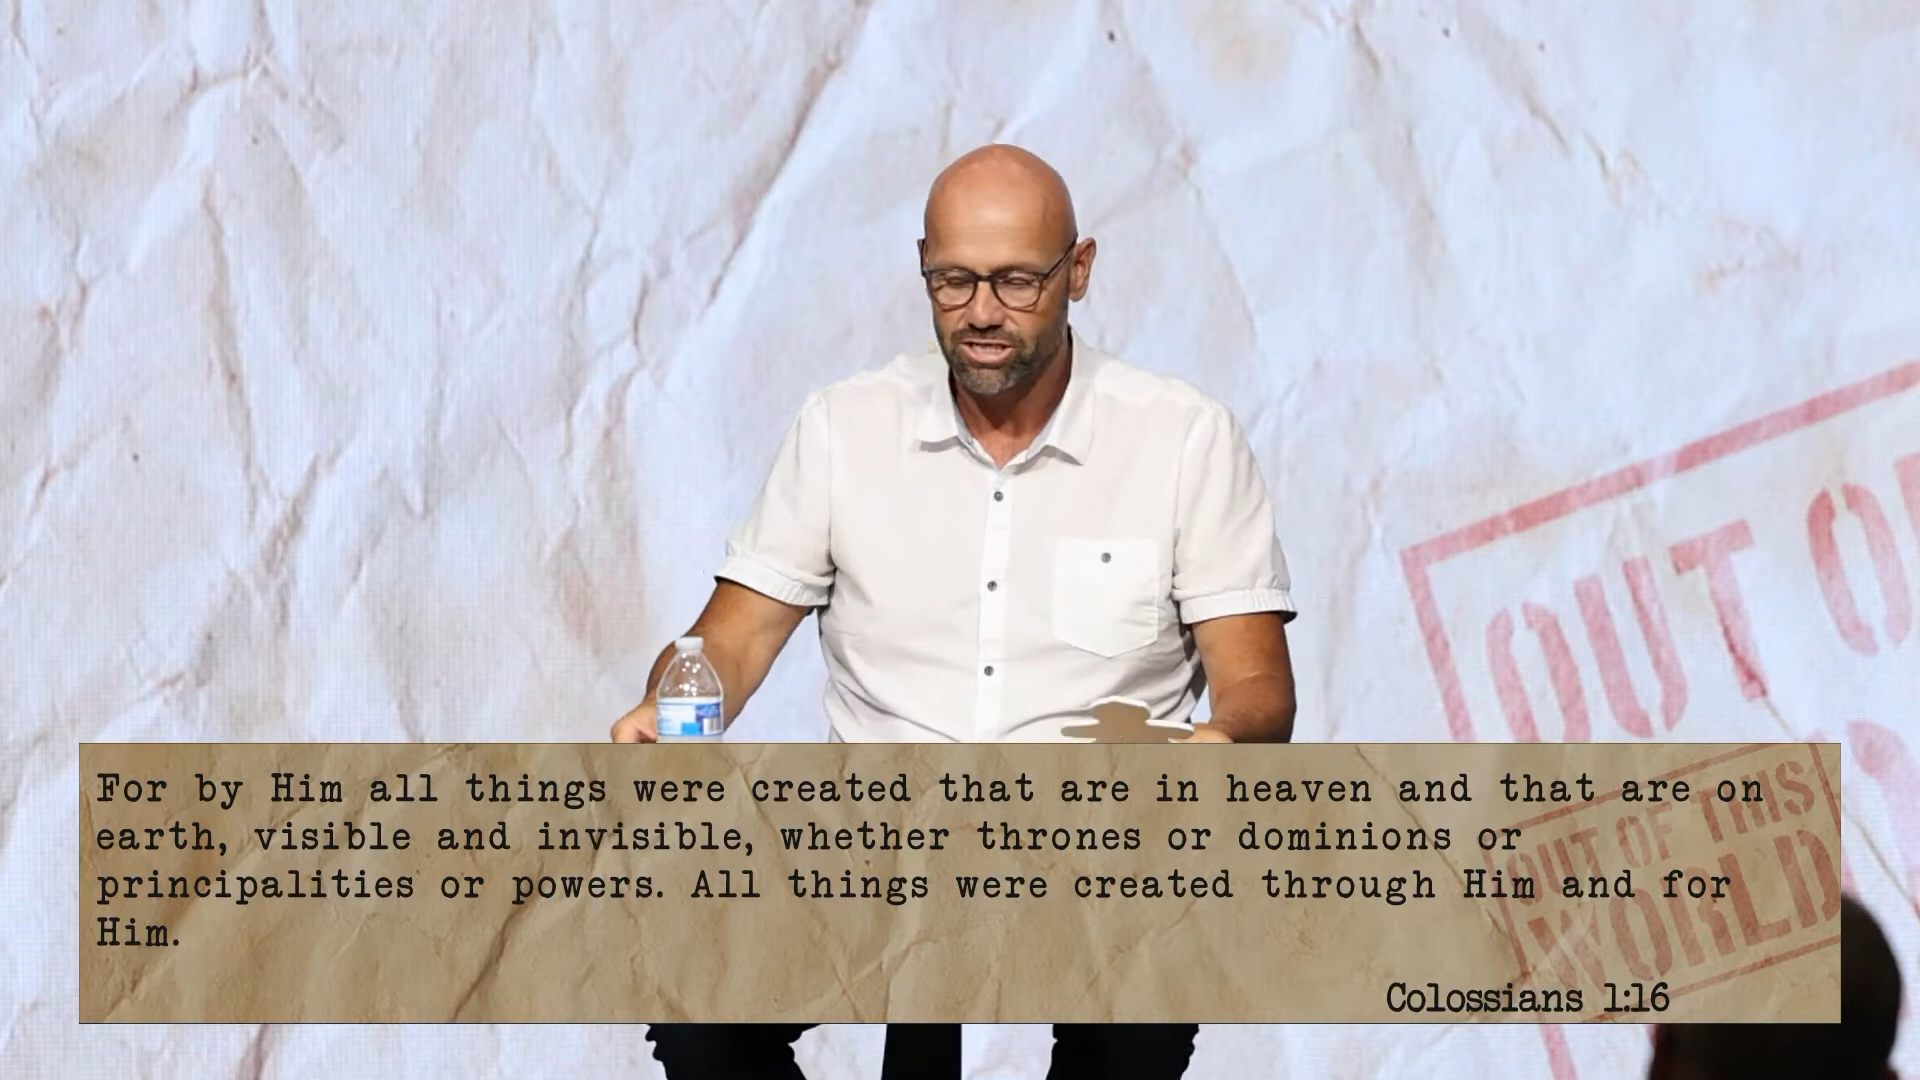 OUT O
For by Him all things were created that are in heaven and that are on
earth, visible and invisible, whether thrones or dominions or
principalities or powers. All things were created through Him and for
Him.
OUT OF THIS
WORLD
Colossians 1:16